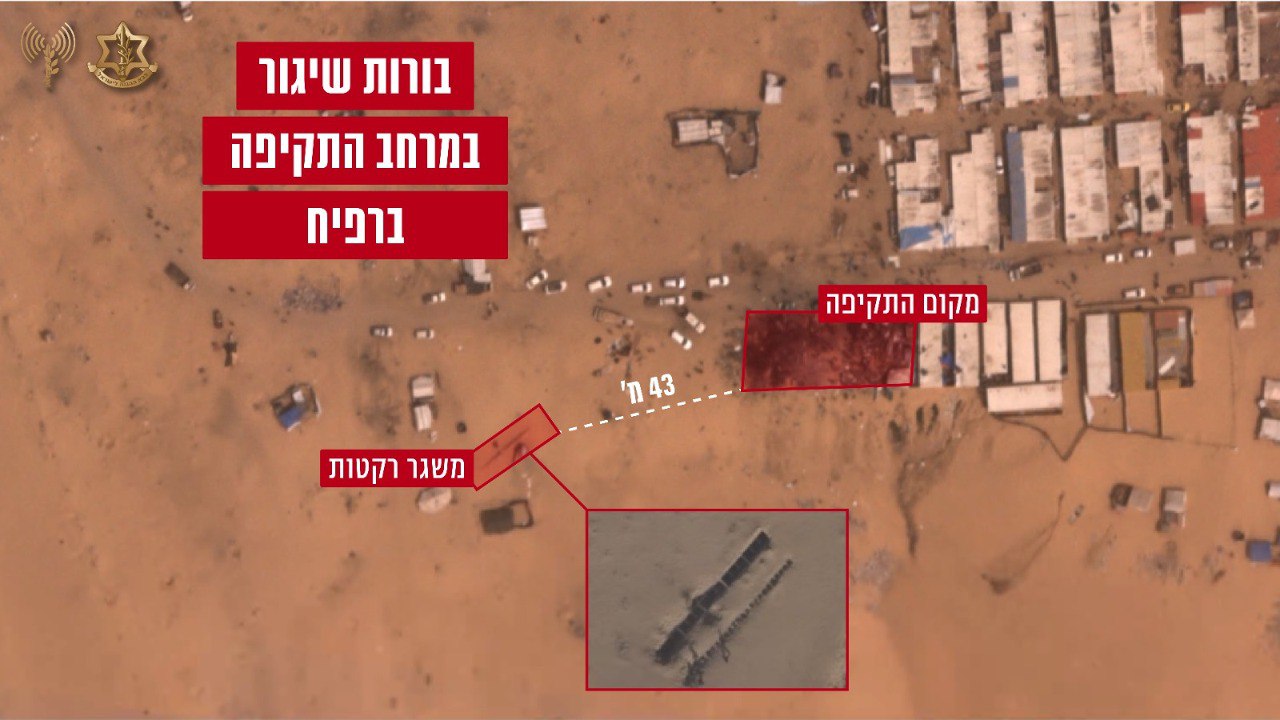 בורות שיגור
במרחב התקיפה
ברפיח
מקום התקיפה
43 מ'
משגר רקטות